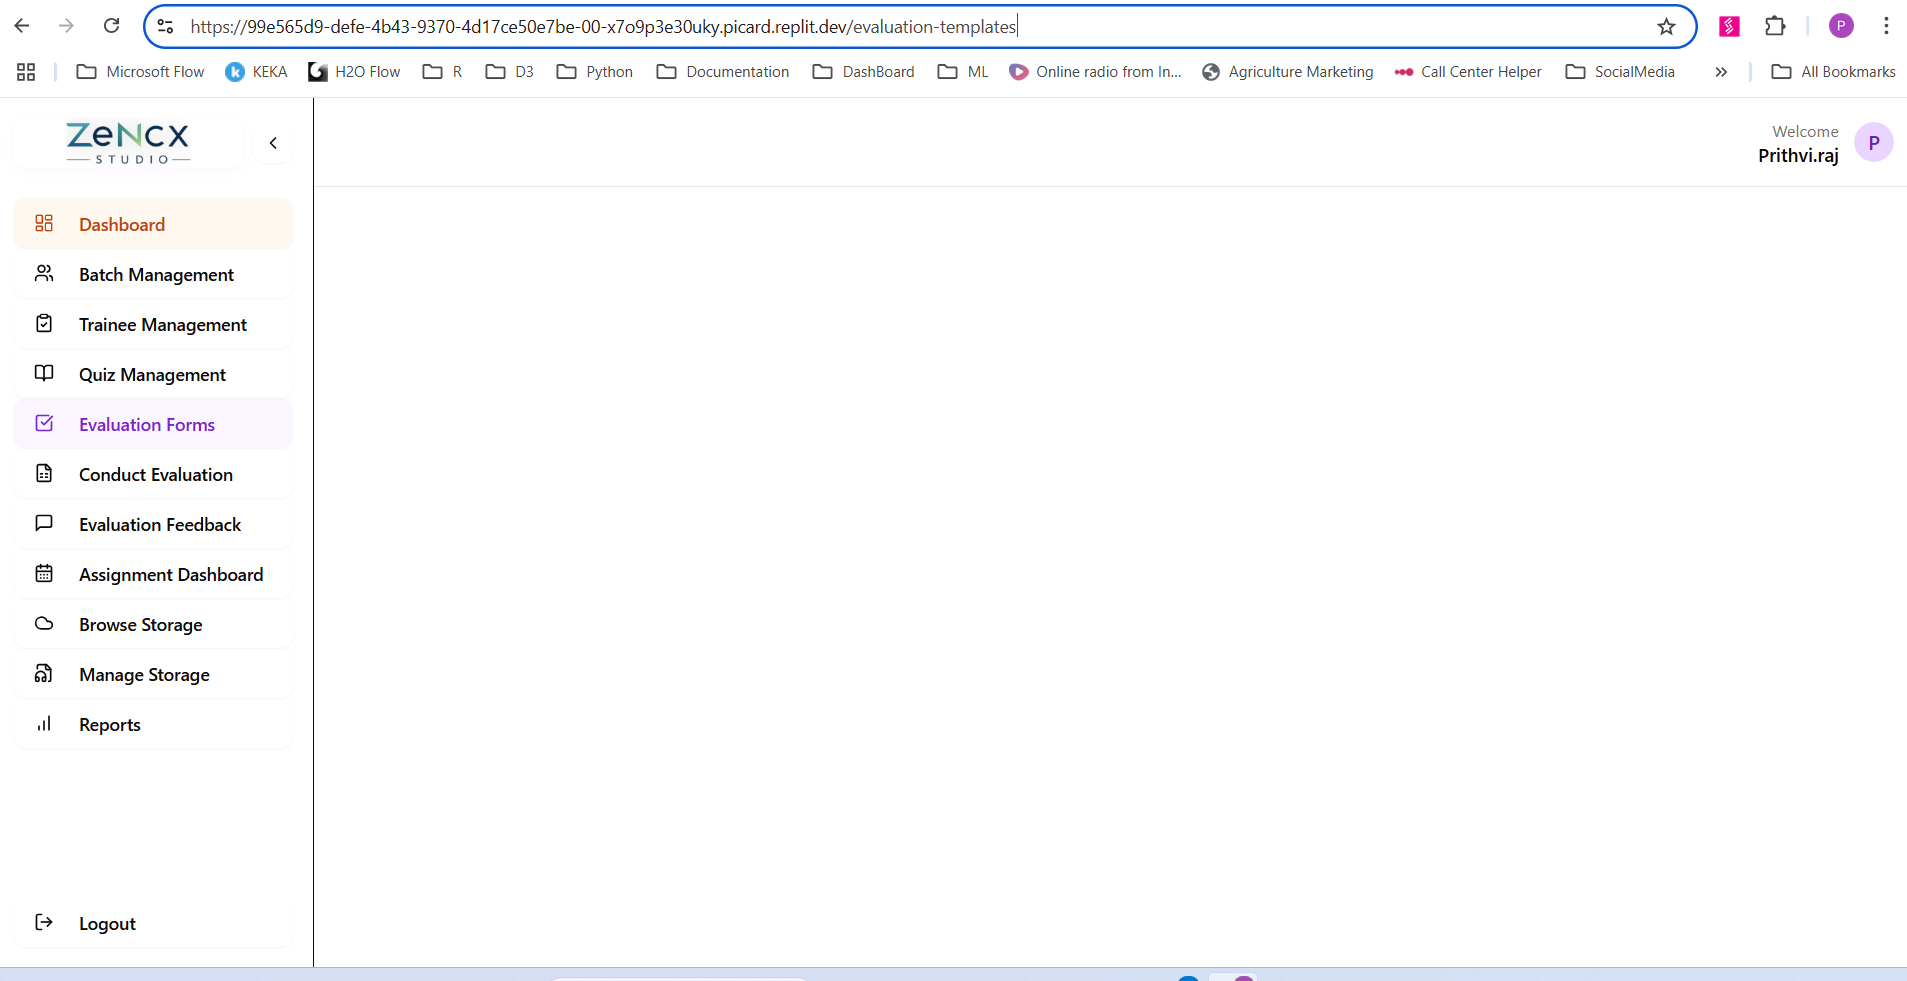 https://99e565d9-defe-4b43-9370-4d17ce50e7be-00-x7o9p3e30uky.picard.replit.dev/evaluation-templates
P
Microsoft Flow
KEKA
H2O Flow
R
D3
Python
Documentation
DashBoard
ML
Online radio from In...
Agriculture Marketing
Call Center Helper
SocialMedia
All Bookmarks
ZeNCX
STUDIO
Welcome
Prithvi.raj
P
Dashboard
Batch Management
Trainee Management
Quiz Management
Evaluation Forms
Conduct Evaluation
Evaluation Feedback
Assignment Dashboard
Browse Storage
Manage Storage
Reports
Logout